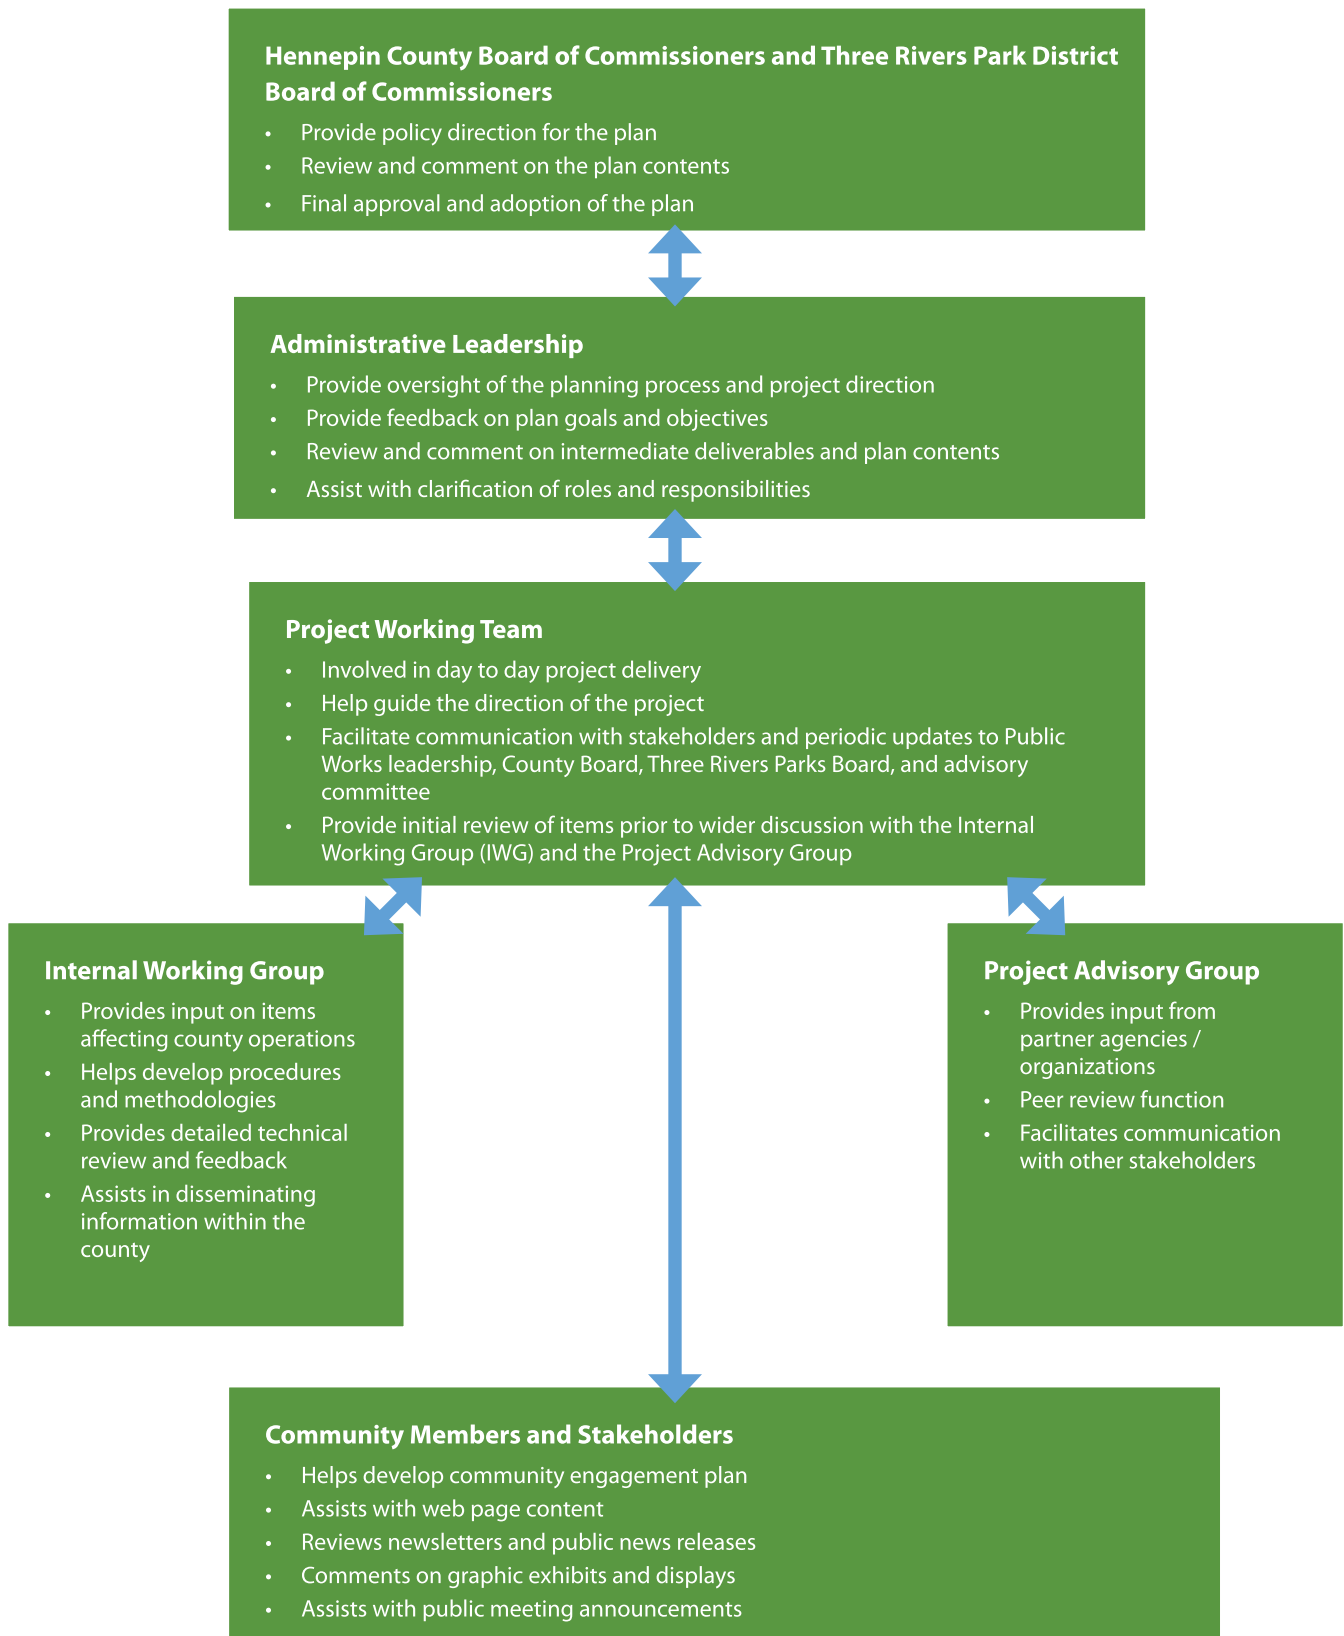 Hennepin County Board of Commissioners and Three Rivers Park District
Board of Commissioners
• Provide policy direction for the plan
• Review and comment on the plan contents
• Final approval and adoption of the plan
Administrative Leadership
• Provide oversight of the planning process and project direction
• Provide feedback on plan goals and objectives
• Review and comment on intermediate deliverables and plan contents
• Assist with clarification of roles and responsibilities
Project Working Team
• Involved in day to day project delivery
• Help guide the direction of the project
• Facilitate communication with stakeholders and periodic updates to Public
Works leadership, County Board, Three Rivers Parks Board, and advisory
committee
• Provide initial review of items prior to wider discussion with the Internal
Working Group (IWG) and the Project Advisory Group
Internal Working Group
• Provides input on items
affecting county operations
• Helps develop procedures
and methodologies
• Provides detailed technical
review and feedback
• Assists in disseminating
information within the
county
Project Advisory Group
• Provides input from
partner agencies /
organizations
• Peer review function
• Facilitates communication
with other stakeholders
Community Members and Stakeholders
• Helps develop community engagement plan
• Assists with web page content
• Reviews newsletters and public news releases
• Comments on graphic exhibits and displays
• Assists with public meeting announcements